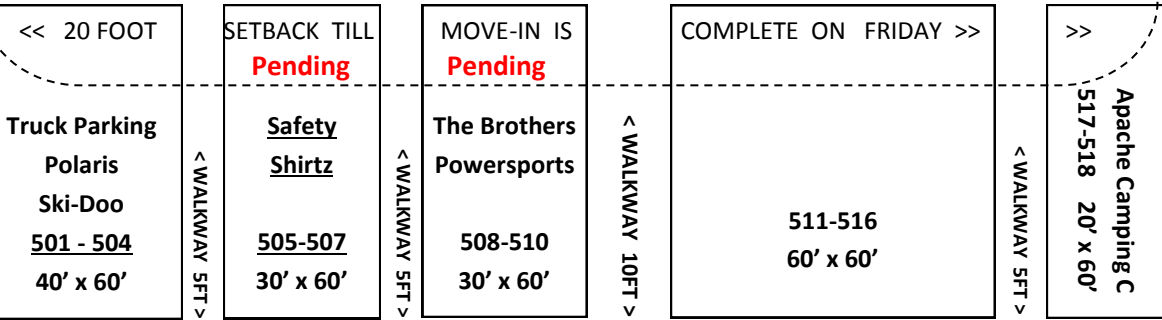 << 20 FOOT SETBACK TILL MOVE-IN IS COMPLETE ON FRIDAY >> >>
Pending
Pending
Truck Parking
Polaris
Ski-Doo
501 - 504
40’ x 60’
< WALKWAY 5FT >
Safety
Shirtz
505-507
30’ x 60’
< WALKWAY 5FT >
The Brothers
Powersports
508-510
30’ x 60’
< WALKWAY 10FT >
511-516
60’ x 60’
< WALKWAY 5FT >
Apache Camping C
517-518 20’ x 60’